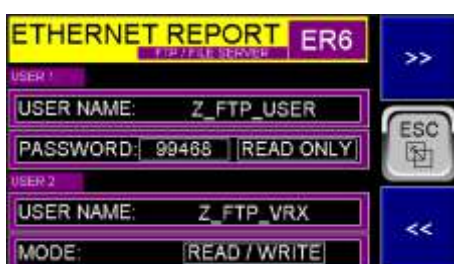 ETHERNET REPORT ER6
FTP / FILE SERVER
>>
USER 1
USER NAME: Z_FTP_USER
ESC
PASSWORD: 99468 READ ONLY
USER 2
USER NAME: Z_FTP_VRX
<<
MODE: READ / WRITE